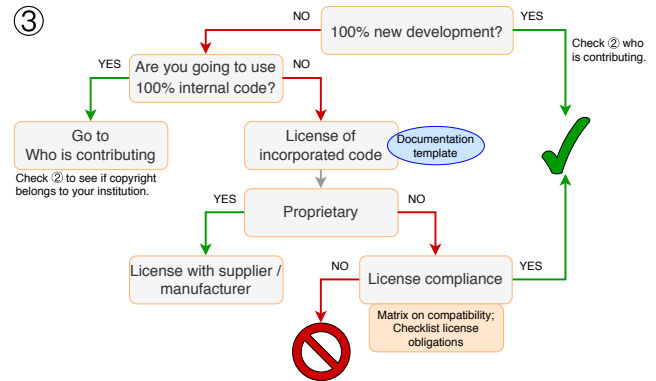 ③
NO
YES
100% new development?
Check ② who
is contributing.
YES
NO
Are you going to use
100% internal code?
Go to
Who is contributing
License of
incorporated code
Documentation
template
Check ② to see if copyright
belongs to your institution.
YES
NO
Proprietary
License with supplier /
manufacturer
NO
YES
License compliance
Matrix on compatibility;
Checklist license
obligations